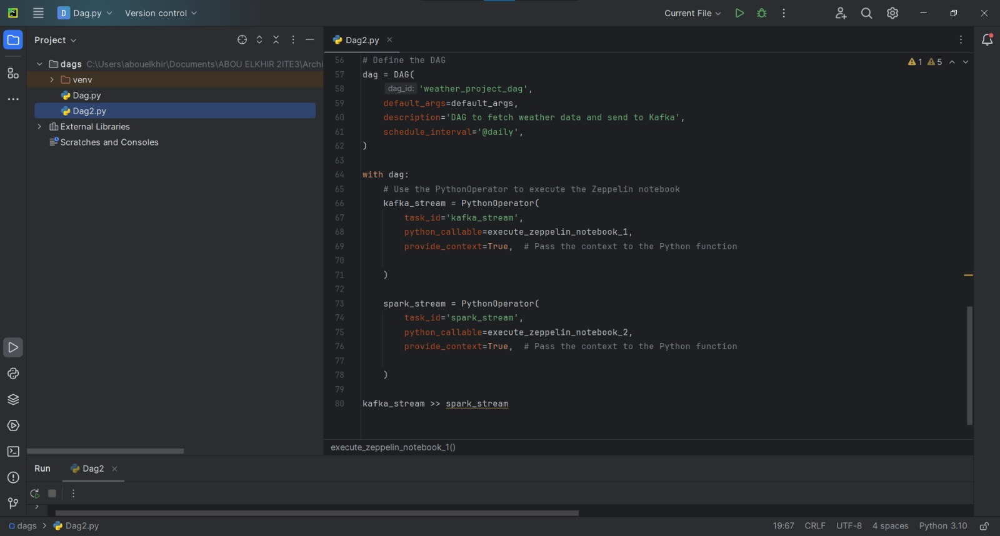 PC
D Dag.py
Version control
Current File
Project
dags C:\Users\abouelkhir\Documents\ABOU ELKHIR 2ITE3\Archi
venv
Dag.py
Dag2.py
External Libraries
Scratches and Consoles
Dag2.py
1 5
56 # Define the DAG
57 dag = DAG(
58 dag_id: 'weather_project_dag',
59 default_args=default_args,
60 description='DAG to fetch weather data and send to Kafka',
61 schedule_interval='@daily',
62 )
63
64 with dag:
65 # Use the PythonOperator to execute the Zeppelin notebook
66 kafka_stream = PythonOperator(
67 task_id='kafka_stream',
68 python_callable=execute_zeppelin_notebook_1,
69 provide_context=True, # Pass the context to the Python function
70
71 )
72
73 spark_stream = PythonOperator(
74 task_id='spark_stream',
75 python_callable=execute_zeppelin_notebook_2,
76 provide_context=True, # Pass the context to the Python function
77
78 )
79
80 kafka_stream >> spark_stream
execute_zeppelin_notebook_1()
Run Dag2
dags > Dag2.py
19:67 CRLF UTF-8 4 spaces Python 3.10